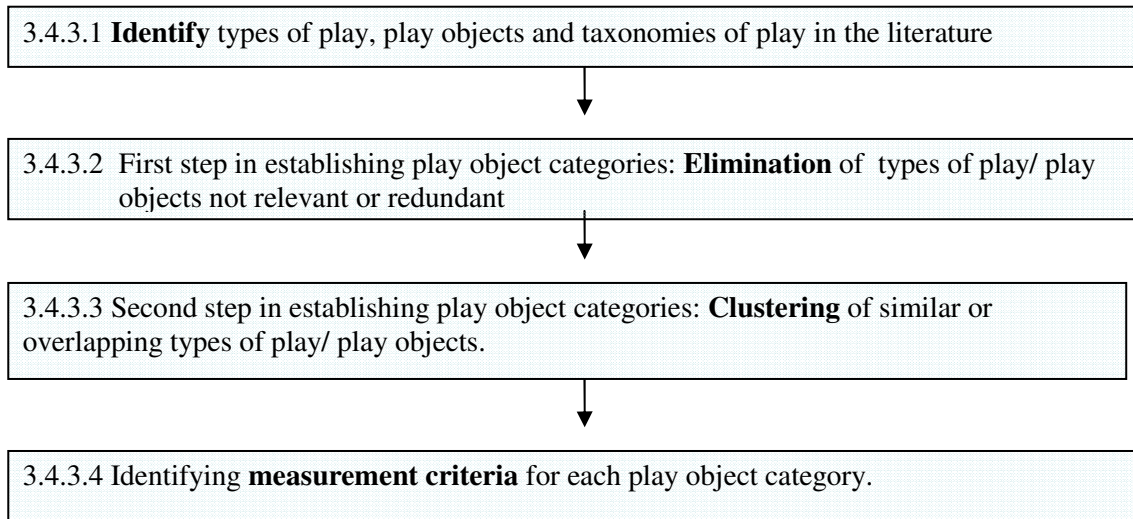 3.4.3.1 Identify types of play, play objects and taxonomies of play in the literature
3.4.3.2 First step in establishing play object categories: Elimination of types of play/ play
objects not relevant or redundant
3.4.3.3 Second step in establishing play object categories: Clustering of similar or
overlapping types of play/ play objects.
3.4.3.4 Identifying measurement criteria for each play object category.